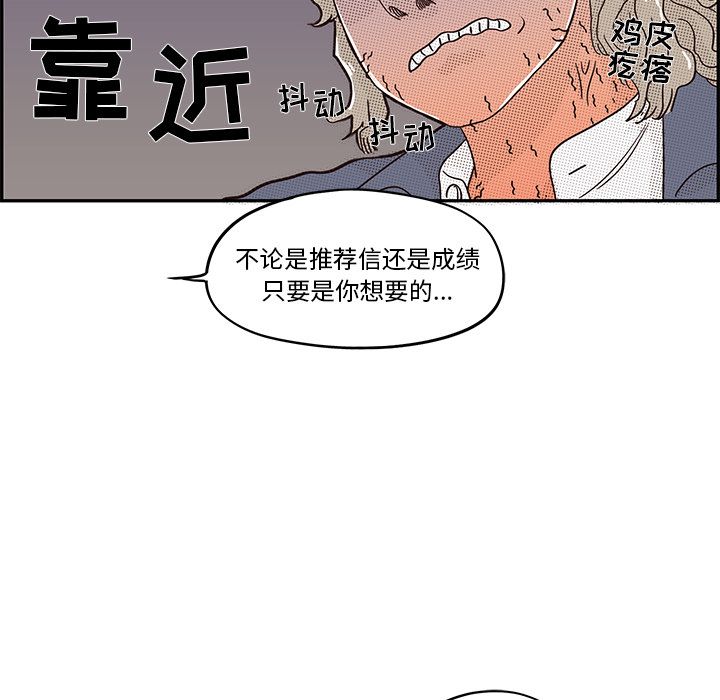 靠近
抖动
抖动
鸡皮
疙瘩
不论是推荐信还是成绩
只要是你想要的...